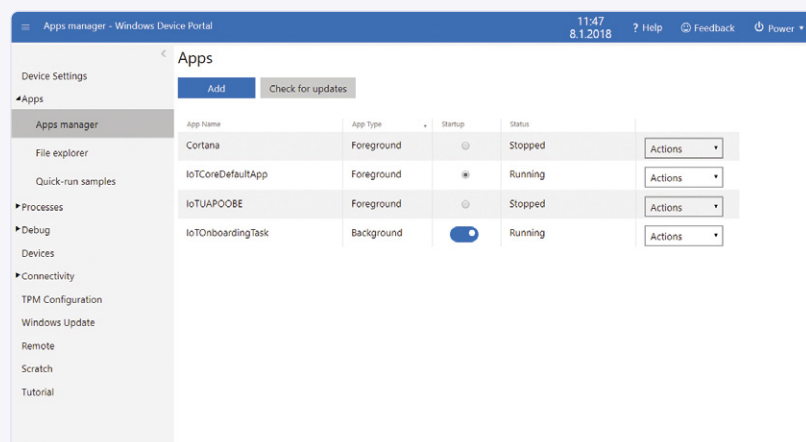 Apps manager - Windows Device Portal
11:47
8.1.2018
? Help
Feedback
Power
Device Settings
Apps
Apps manager
File explorer
Quick-run samples
Processes
Debug
Devices
Connectivity
TPM Configuration
Windows Update
Remote
Scratch
Tutorial
Apps
Add
Check for updates
App Name App Type Startup Status
Cortana Foreground Stopped Actions
IoTCoreDefaultApp Foreground Running Actions
IoTUAPOOBE Foreground Stopped Actions
IoTOnboardingTask Background Running Actions